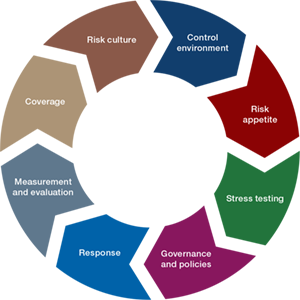 Control
environment
Risk
appetite
Stress testing
Governance
and policies
Response
Measurement
and evaluation
Coverage
Risk culture